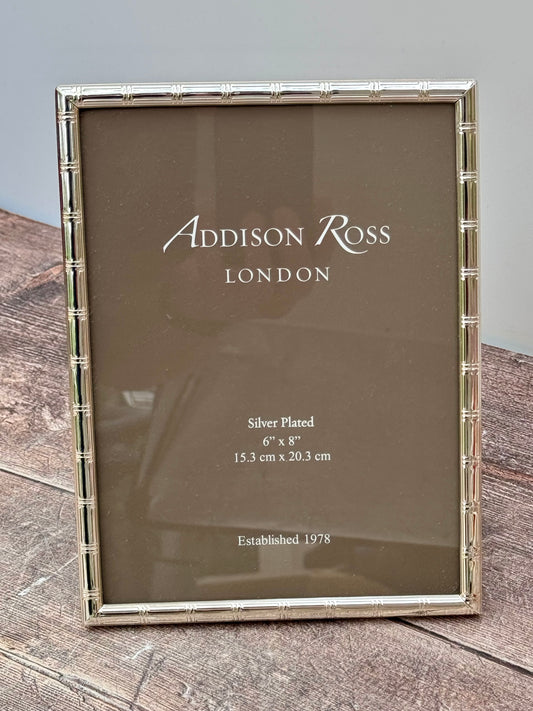 ADDISON ROSS
LONDON
Silver Plated
6” x 8”
15.3 cm x 20.3 cm
Established 1978